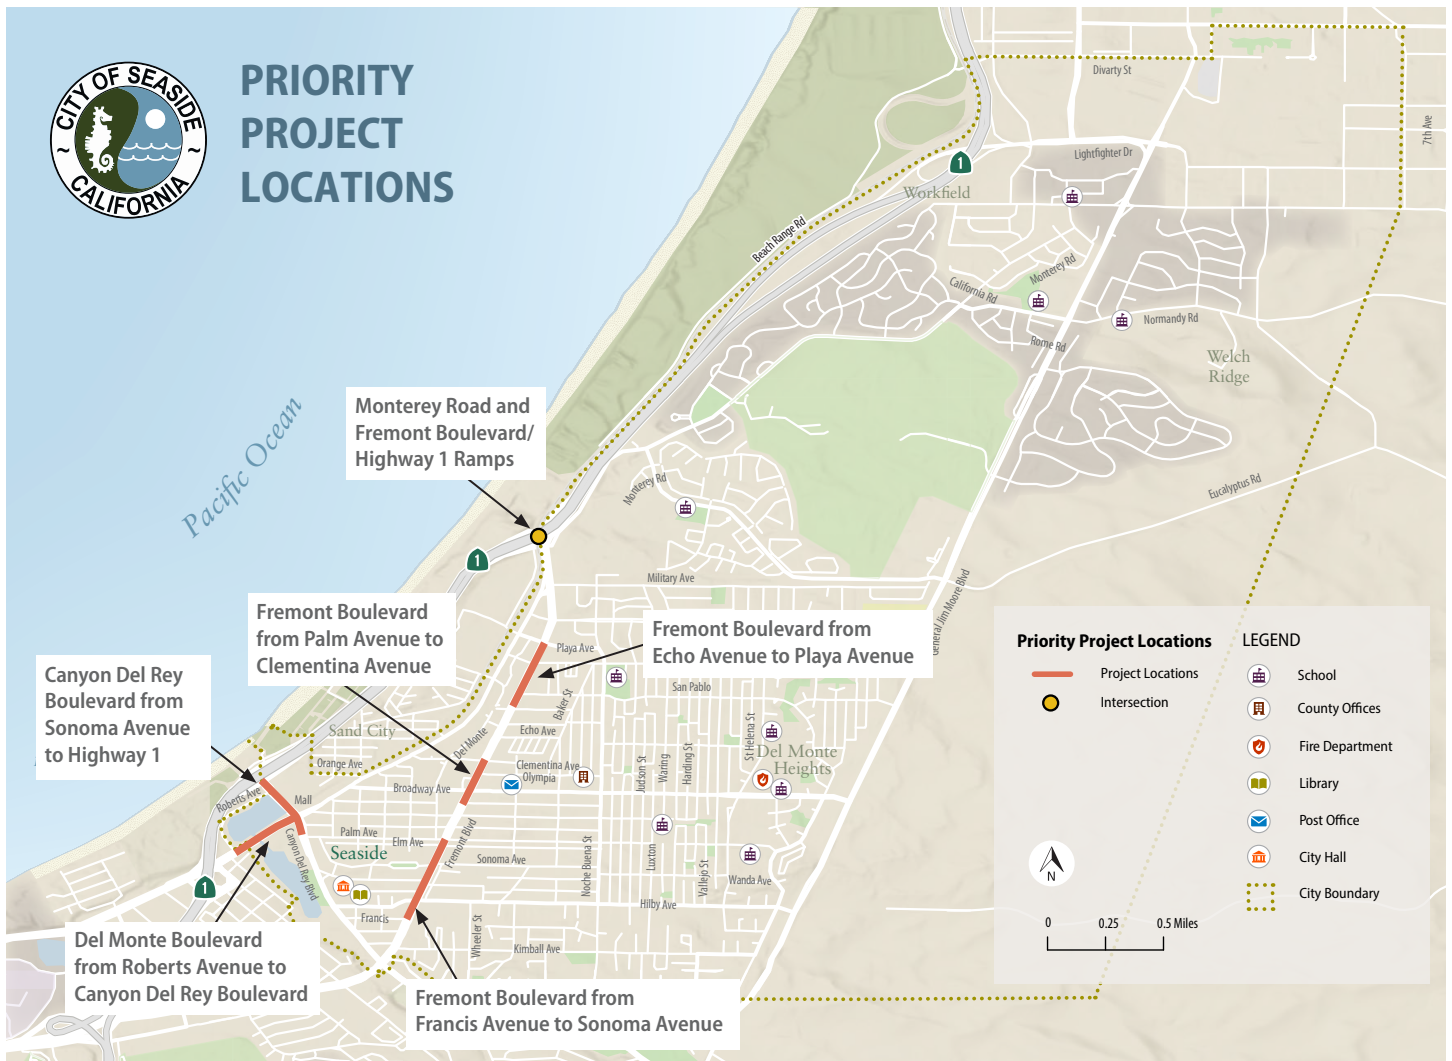 CITY OF SEASIDE
~ CALIFORNIA ~
PRIORITY
PROJECT
LOCATIONS
Divarty St
7th Ave
Lightfighter Dr
1
Workfield
Beach Range Rd
Monterey Rd
California Rd
Normandy Rd
Rome Rd
Welch
Ridge
Pacific Ocean
Monterey Road and
Fremont Boulevard/
Highway 1 Ramps
Monterey Rd
Eucalyptus Rd
1
Military Ave
General Jim Moore Blvd
Fremont Boulevard
from Palm Avenue to
Clementina Avenue
Fremont Boulevard from
Echo Avenue to Playa Avenue
Playa Ave
San Pablo
Baker St
Canyon Del Rey
Boulevard from
Sonoma Avenue
to Highway 1
Sand City
Del Monte
Echo Ave
St Helena St
Del Monte
Heights
Orange Ave
Clementina Ave
Olympia
Judson St
Waring
Harding St
Broadway Ave
Roberts Ave
Mall
Palm Ave
Elm Ave
Fremont Blvd
Canyon Del Rey Blvd
Seaside
Sonoma Ave
Noche Buena St
Luxton
Vallejo St
Wanda Ave
1
Francis
Hilby Ave
Wheeler St
Kimball Ave
Del Monte Boulevard
from Roberts Avenue to
Canyon Del Rey Boulevard
Fremont Boulevard from
Francis Avenue to Sonoma Avenue
Priority Project Locations
Project Locations
Intersection
LEGEND
School
County Offices
Fire Department
Library
Post Office
City Hall
City Boundary
N
0 0.25 0.5 Miles